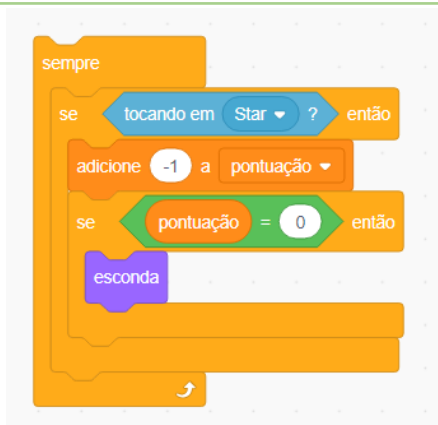 sempre
se tocando em Star ? então
adicione -1 a pontuação
se pontuação = 0 então
esconda